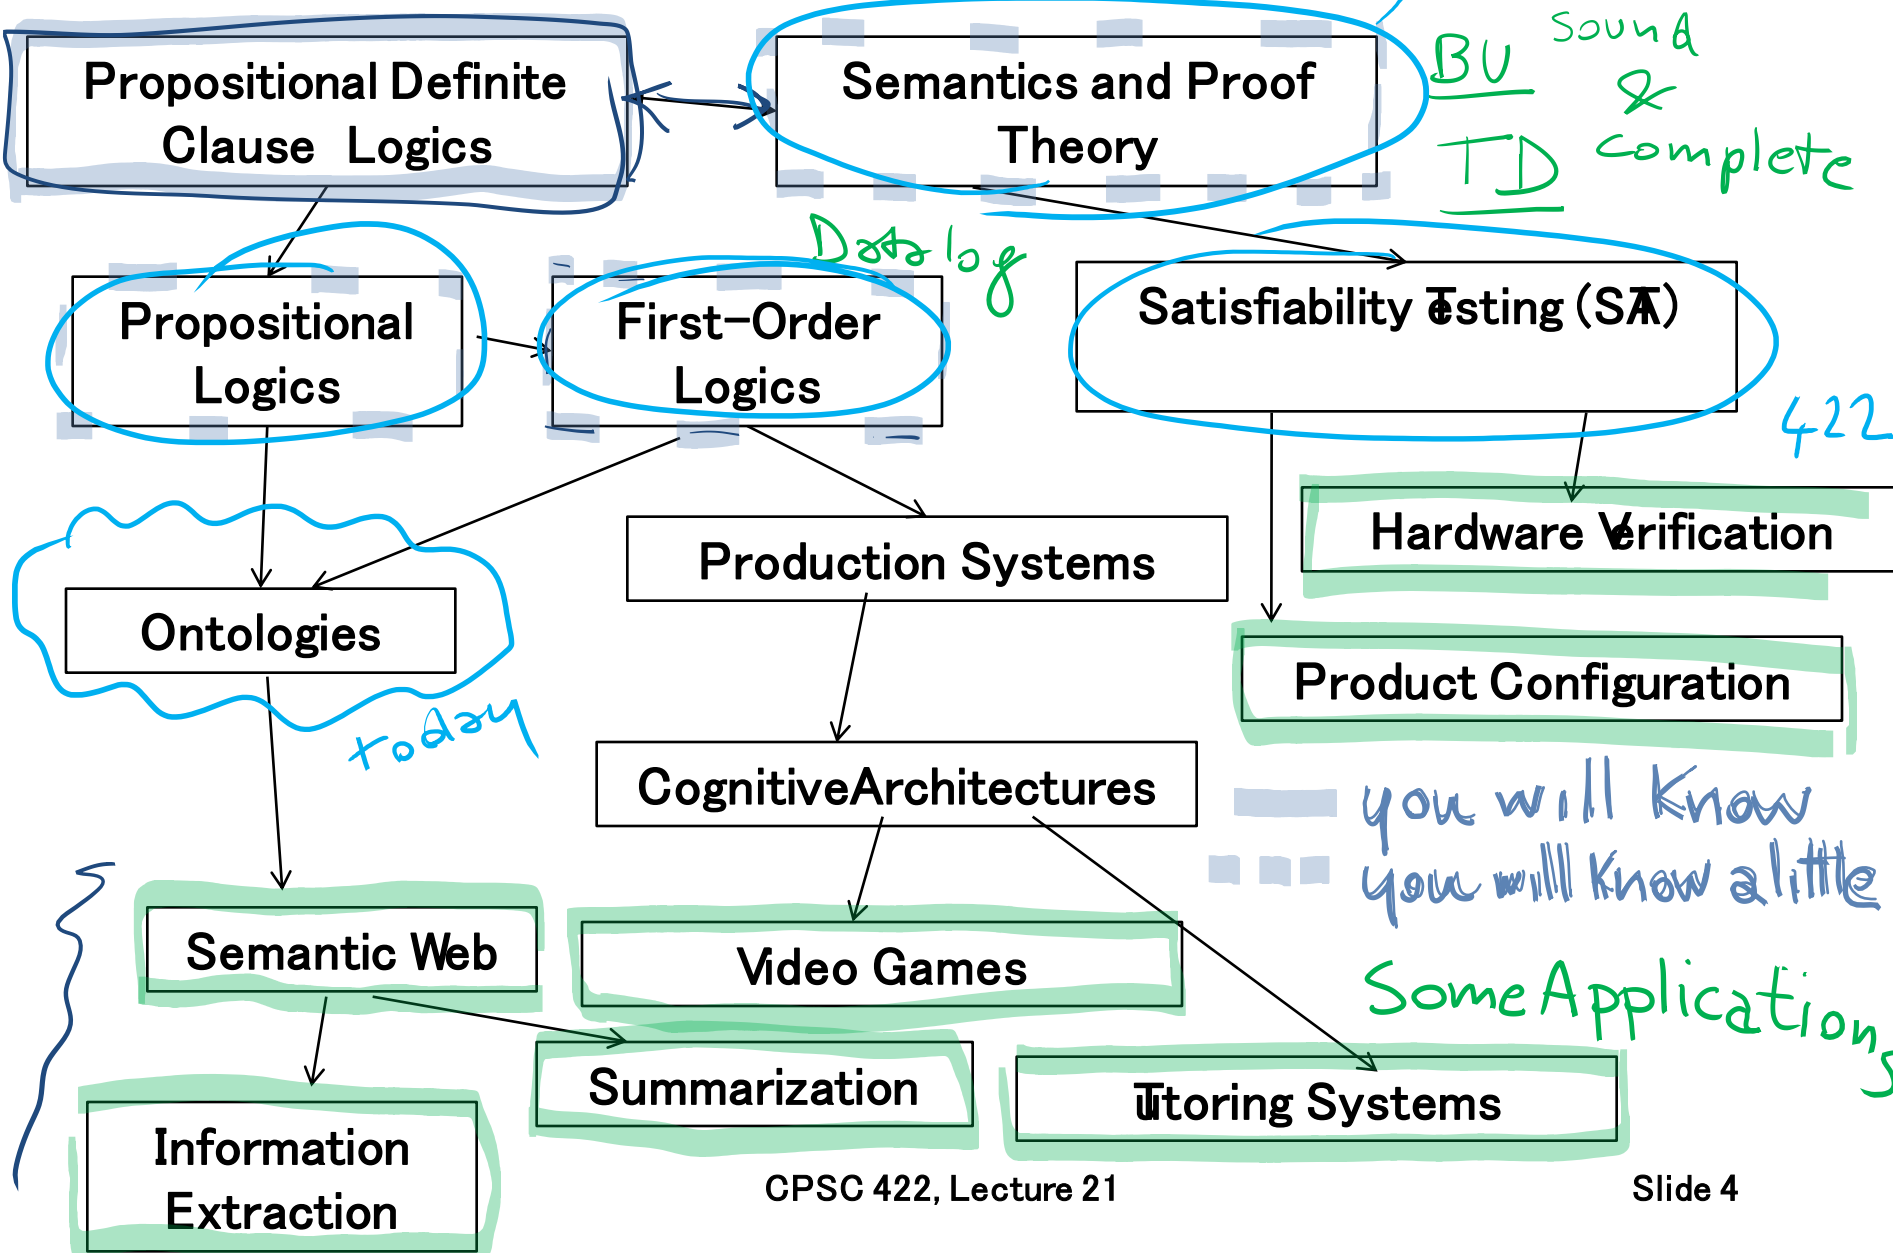 Propositional Definite
Clause Logics
Semantics and Proof
Theory
BU
TD
Sound
&
Complete
Datalog
Propositional
Logics
First-Order
Logics
Satisfiability Testing (SAT)
422
Hardware Verification
Production Systems
Ontologies
today
Product Configuration
CognitiveArchitectures
you will Know
you will Know a little
Semantic Web
Video Games
Some Applications
Summarization
Tutoring Systems
Information
Extraction
CPSC 422, Lecture 21
Slide 4